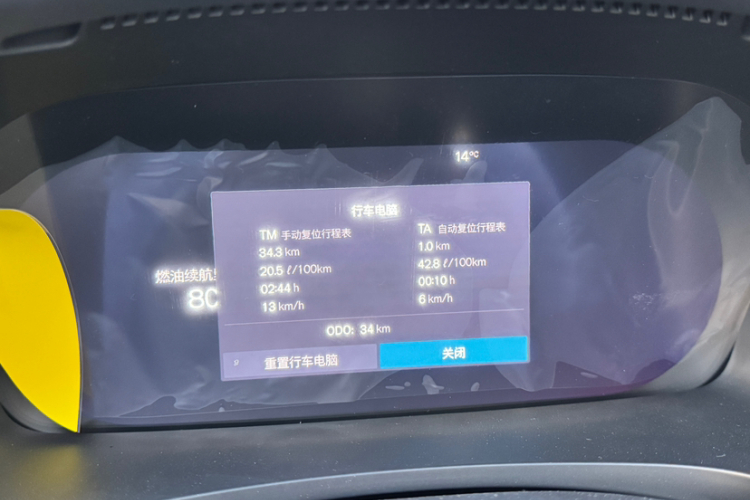 14°C
行车电脑
TM 手动复位行程表
34.3 km
20.5 ℓ/100km
02:44 h
13 km/h
TA 自动复位行程表
1.0 km
42.8 ℓ/100km
00:10 h
6 km/h
燃油续航
80
ODO: 34 km
重置行车电脑
关闭